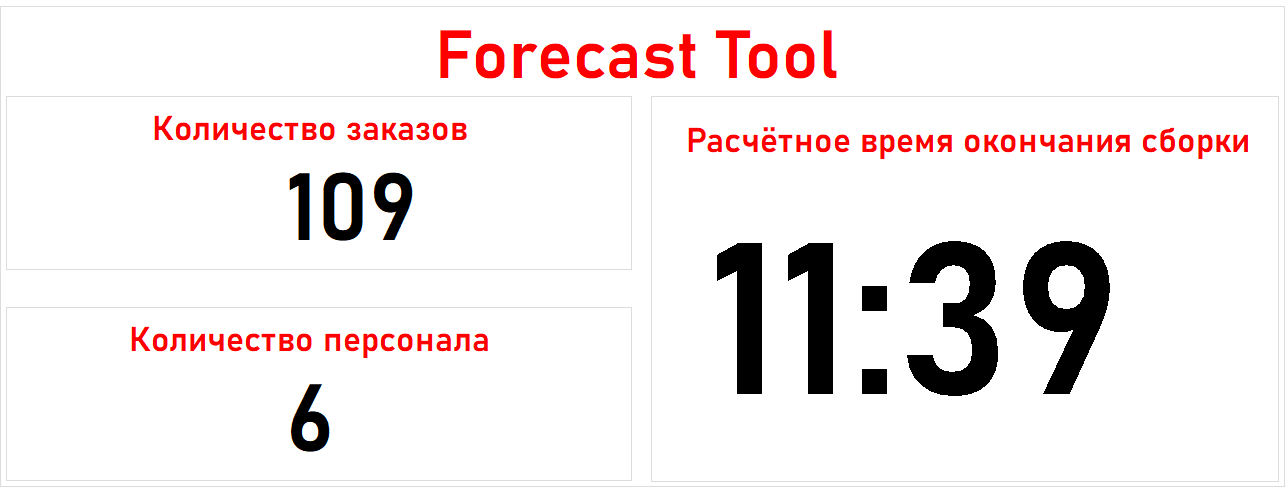 Forecast Tool
Количество заказов
109
Количество персонала
6
Расчётное время окончания сборки
11:39